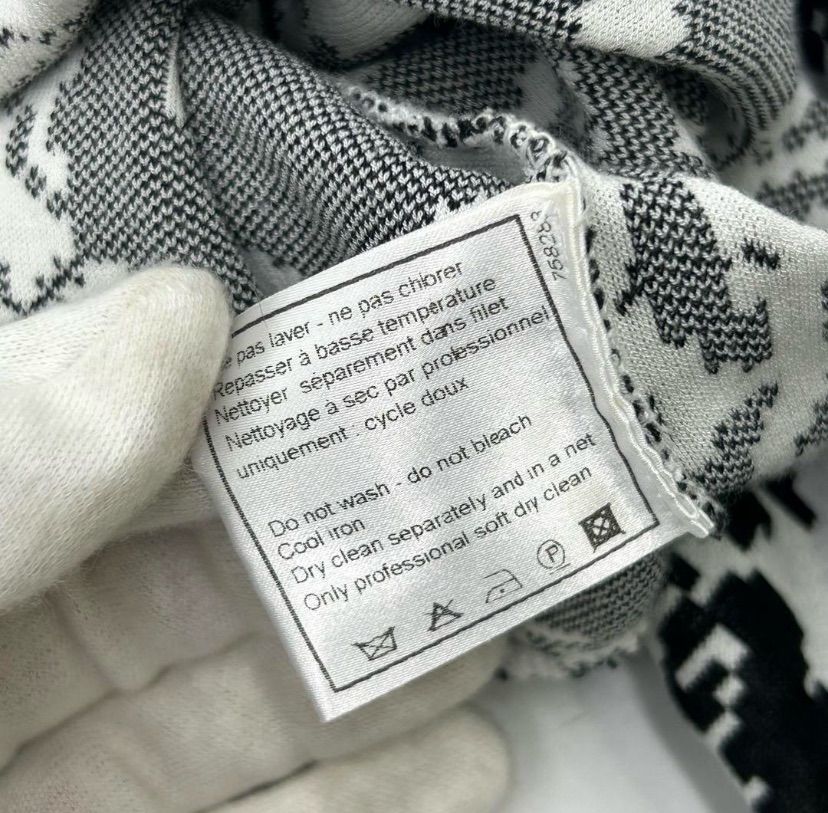 pas laver - ne pas chlorer
Repasser à basse température
Nettoyer séparement dans filet
Nettoyage à sec par professionnel
uniquement : cycle doux
Do not wash - do not bleach
Cool iron
Dry clean separately and in a net
Only professional soft dry clean
P